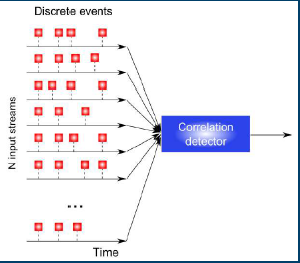 Discrete events
N input streams
Correlation
detector
...
Time